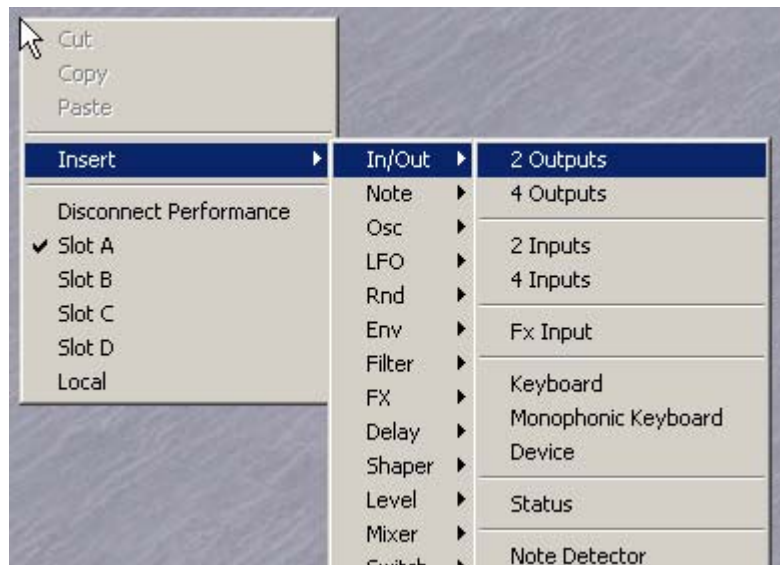 Cut
Copy
Paste
Insert
Disconnect Performance
Slot A
Slot B
Slot C
Slot D
Local
In/Out
Note
Osc
LFO
Rnd
Env
Filter
FX
Delay
Shaper
Level
Mixer
Switch
2 Outputs
4 Outputs
2 Inputs
4 Inputs
Fx Input
Keyboard
Monophonic Keyboard
Device
Status
Note Detector